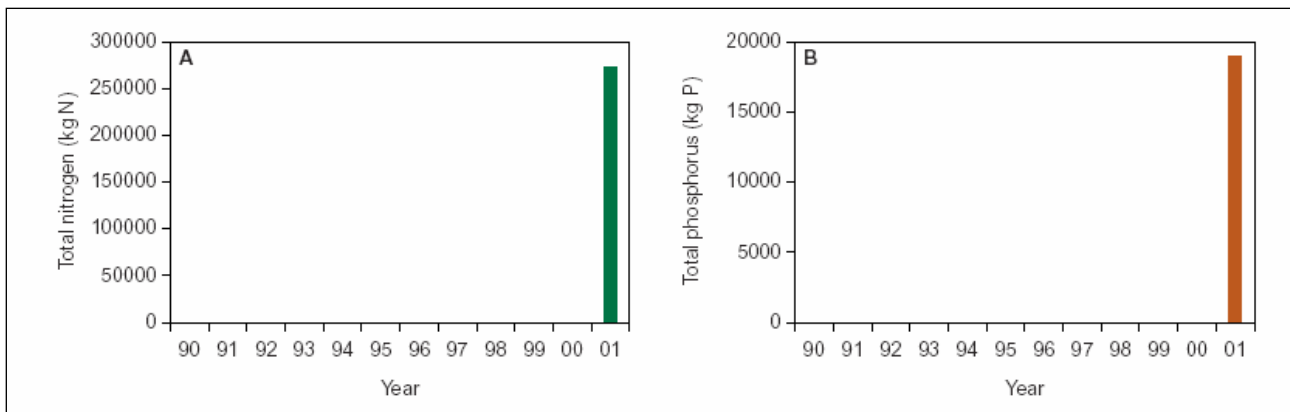 A
Total nitrogen (kg N)
300000
250000
200000
150000
100000
50000
0
90 91 92 93 94 95 96 97 98 99 00 01
Year
B
Total phosphorus (kg P)
20000
15000
10000
5000
0
90 91 92 93 94 95 96 97 98 99 00 01
Year